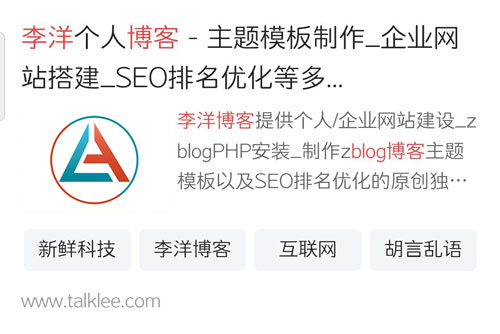 李洋个人博客 - 主题模板制作_企业网
站搭建_SEO排名优化等多...
李洋博客提供个人/企业网站建设_z
blogPHP安装_制作zblog博客主题
模板以及SEO排名优化的原创独…
新鲜科技 李洋博客 互联网 胡言乱语
www.talklee.com